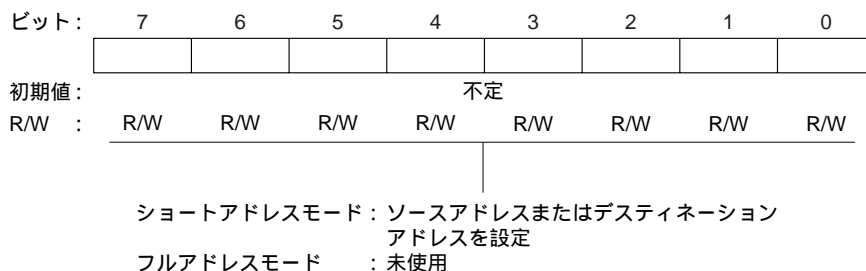 ビット: 7 6 5 4 3 2 1 0
初期値: 不定
R/W : R/W R/W R/W R/W R/W R/W R/W R/W
ショートアドレスモード : ソースアドレスまたはデスティネーション
アドレスを設定
フルアドレスモード : 未使用